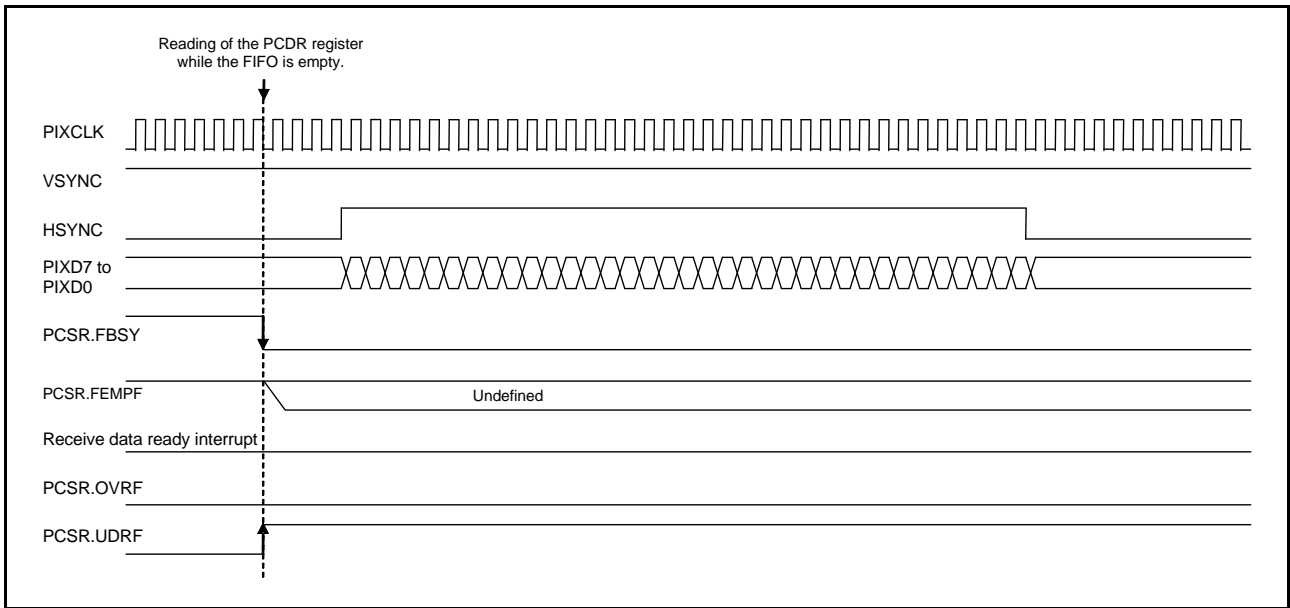 Reading of the PCDR register
while the FIFO is empty.
PIXCLK
VSYNC
HSYNC
PIXD7 to
PIXD0
PCSR.FBSY
PCSR.FEMPF
Undefined
Receive data ready interrupt
PCSR.OVRF
PCSR.UDRF